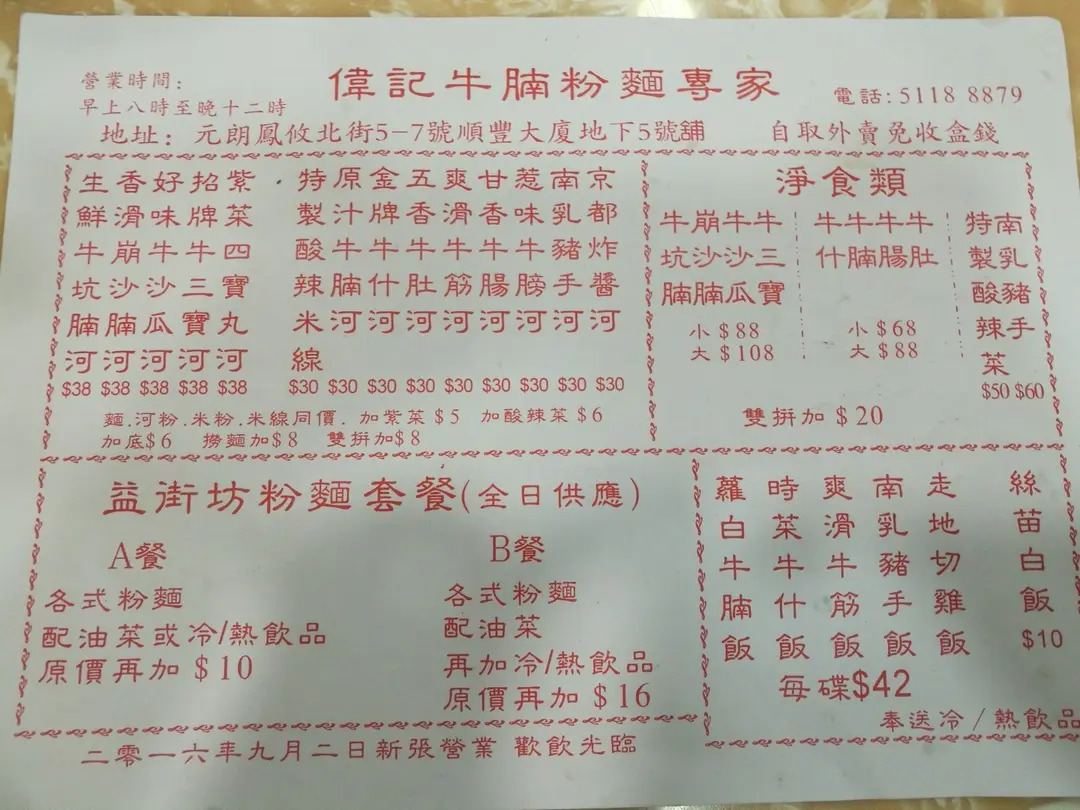 營業時間:
早上八時至晚十二時
偉記牛腩粉麵專家
電話:5118 8879
地址: 元朗鳳攸北街5-7號順豐大廈地下5號舖
自取外賣免收盒錢
生鮮牛坑腩河 $38
香滑崩沙腩河 $38
好味牛沙瓜河 $38
招牌牛三寶河 $38
紫菜四寶丸河 $38
特製酸辣米線 $30
原汁牛腩河 $30
金牌牛什河 $30
五香牛肚河 $30
爽滑牛筋河 $30
甘香牛腸河 $30
惹味牛膀河 $30
南乳豬手河 $30
京都炸醬河 $30
麵.河粉.米粉.米線同價. 加紫菜$5 加酸辣菜$6
加底$6 撈麵加$8 雙拼加$8
淨食類
牛坑腩
崩沙腩
牛沙瓜
牛三寶
小$88
大$108
牛什
牛腩
牛腸
牛肚
小$68
大$88
特製酸辣菜 $50
南乳豬手 $60
雙拼加$20
益街坊粉麵套餐(全日供應)
A餐
各式粉麵
配油菜或冷/熱飲品
原價再加$10
B餐
各式粉麵
配油菜
再加冷/熱飲品
原價再加$16
蘿白牛腩飯
時菜牛什飯
爽滑牛筋飯
南乳豬手飯
走地切雞飯
每碟$42
絲苗白飯 $10
奉送冷/熱飲品
二零一六年九月二日新張營業 歡飲光臨